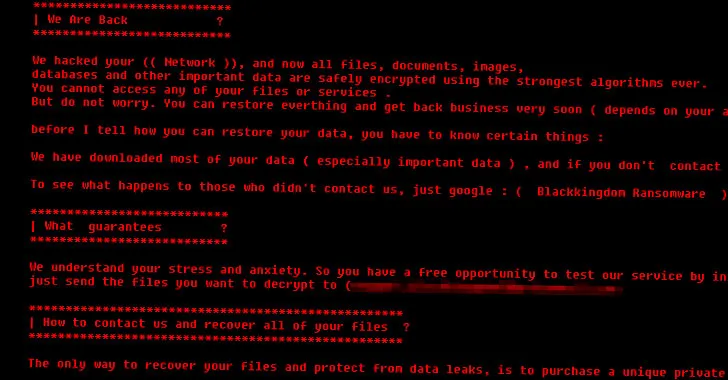 ***************************
| We Are Back            ?
***************************
We hacked your (( Network )), and now all files, documents, images,
databases and other important data are safely encrypted using the strongest algorithms ever.
You cannot access any of your files or services .
But do not worry. You can restore everthing and get back business very soon ( depends on your a
before I tell how you can restore your data, you have to know certain things :
We have downloaded most of your data ( especially important data ) , and if you don't  contact
To see what happens to those who didn't contact us, just google : (  Blackkingdom Ransomware  )
***************************
| What  guarantees        ?
***************************
We understand your stress and anxiety. So you have a free opportunity to test our service by in
just send the files you want to decrypt to (
***************************************************
| How to contact us and recover all of your files  ?
***************************************************
The only way to recover your files and protect from data leaks, is to purchase a unique private